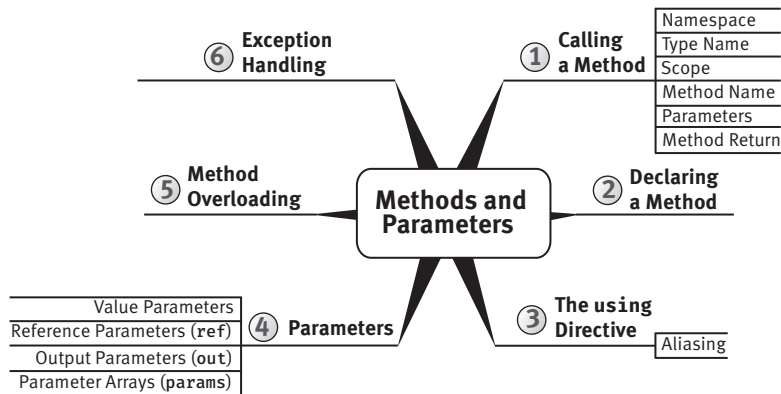 Methods and
Parameters
1 Calling
a Method
Namespace
Type Name
Scope
Method Name
Parameters
Method Return
2 Declaring
a Method
3 The using
Directive
Aliasing
4 Parameters
Value Parameters
Reference Parameters (ref)
Output Parameters (out)
Parameter Arrays (params)
5 Method
Overloading
6 Exception
Handling